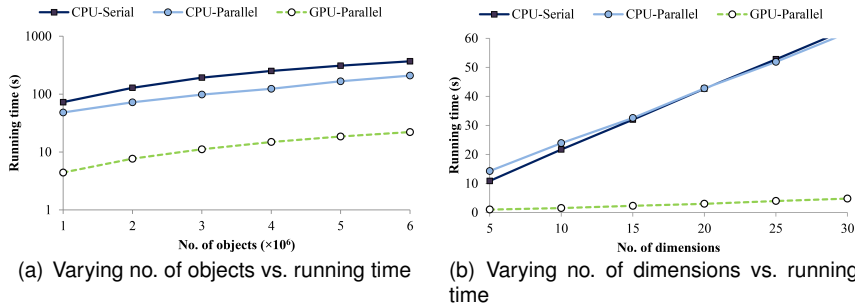 CPU-Serial CPU-Parallel GPU-Parallel
1000
100
10
1
Running time (s)
1 2 3 4 5 6
No. of objects (×10⁶)
(a) Varying no. of objects vs. running time
CPU-Serial CPU-Parallel GPU-Parallel
60
50
40
30
20
10
0
Running time (s)
5 10 15 20 25 30
No. of dimensions
(b) Varying no. of dimensions vs. running
time